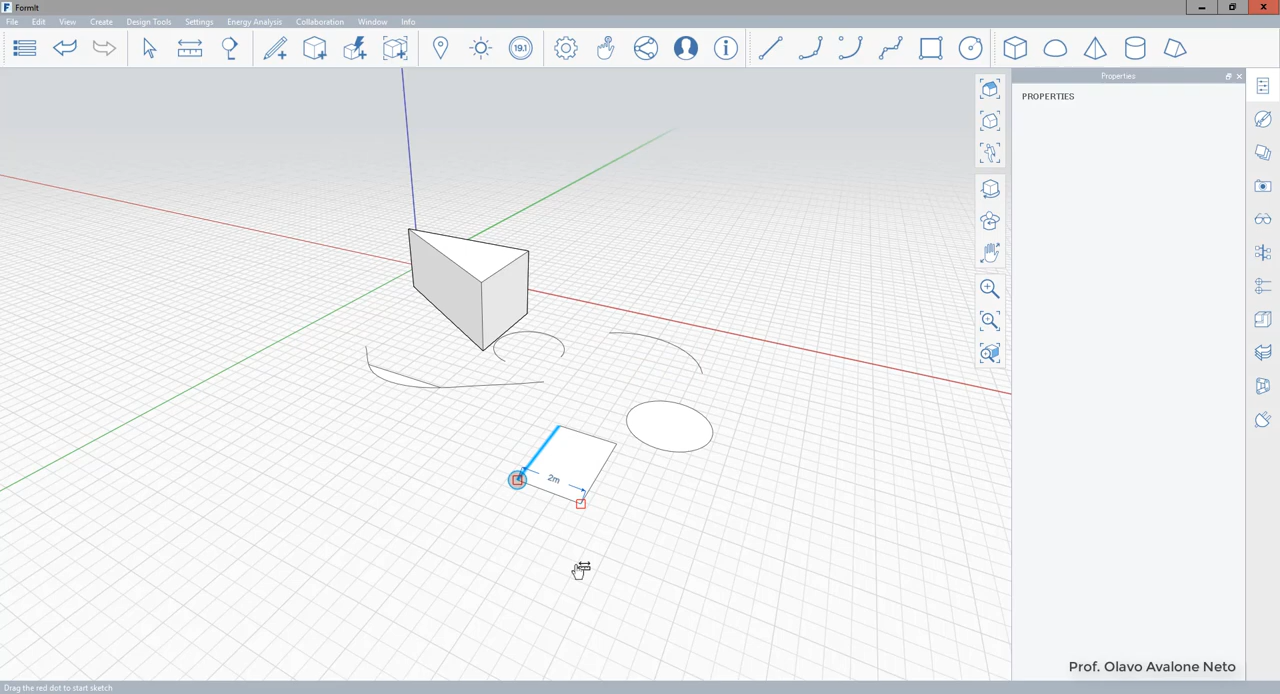 F FormIt
File Edit View Create Design Tools Settings Energy Analysis Collaboration Window Info
19.1
Properties
PROPERTIES
2m
Prof. Olavo Avalone Neto
Drag the red dot to start sketch